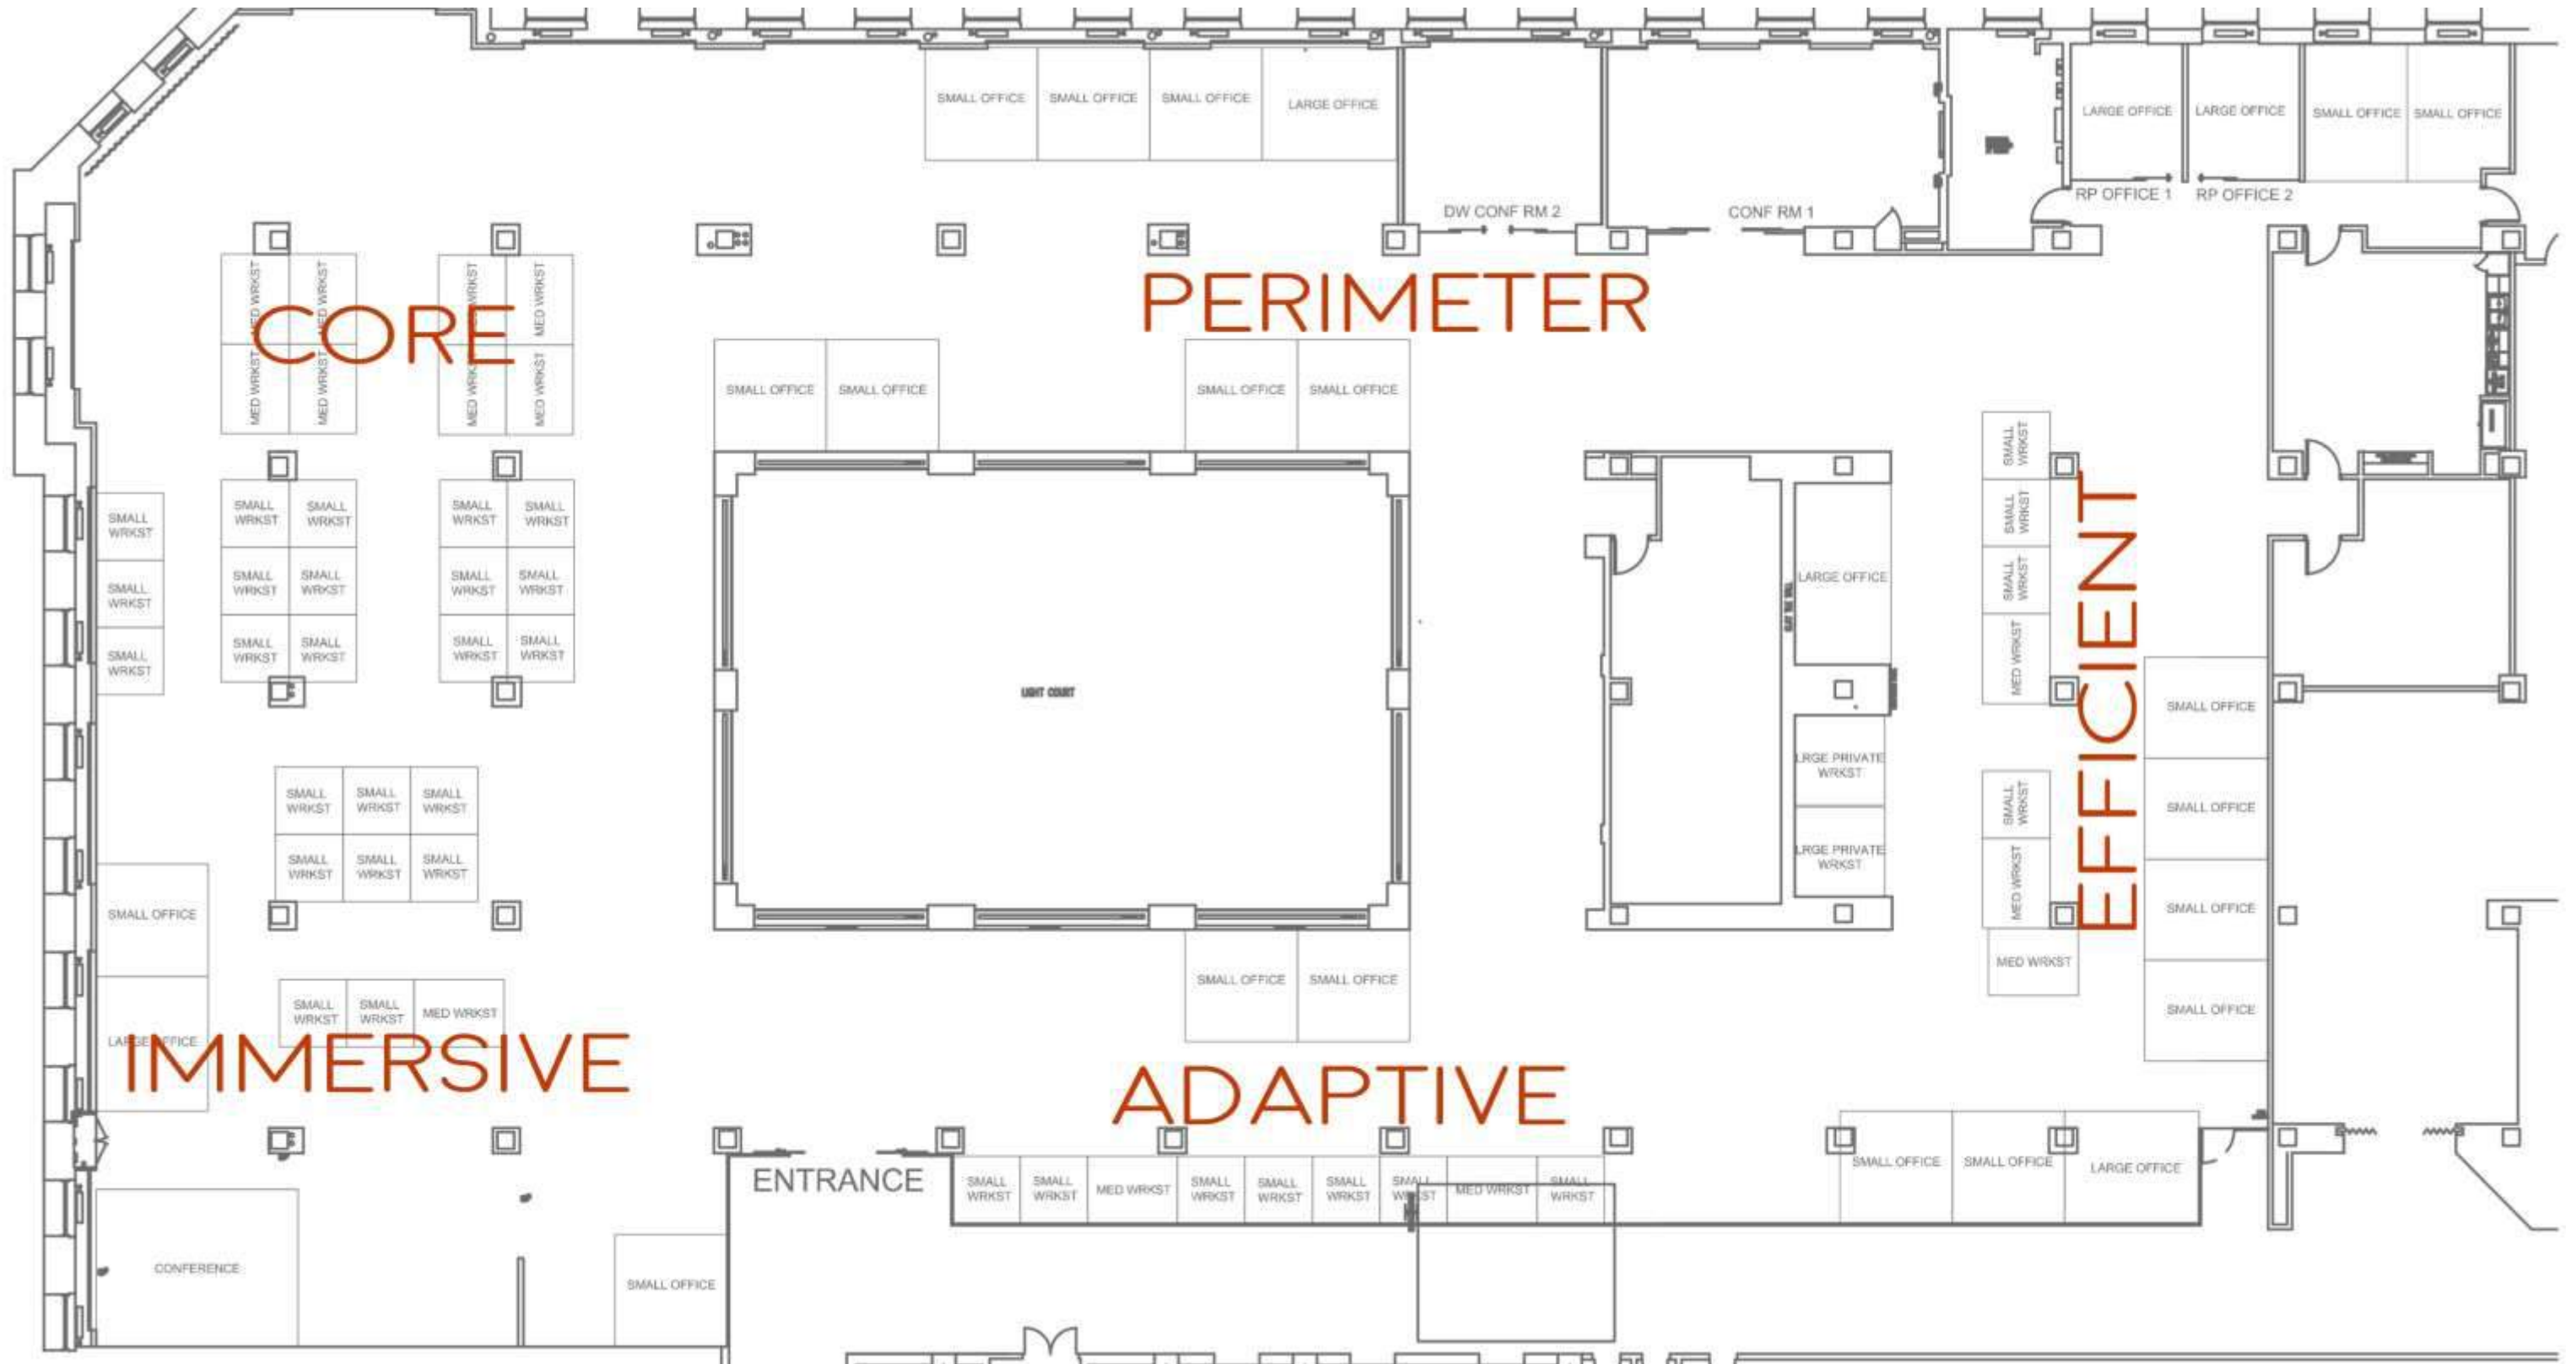 SMALL OFFICE
SMALL OFFICE
SMALL OFFICE
LARGE OFFICE
LARGE OFFICE
LARGE OFFICE
SMALL OFFICE
SMALL OFFICE
DW CONF RM 2
CONF RM 1
RP OFFICE 1
RP OFFICE 2
MED WRKST
MED WRKST
MED WRKST
MED WRKST
CORE
PERIMETER
MED WRKST
MED WRKST
MED WRKST
MED WRKST
SMALL OFFICE
SMALL OFFICE
SMALL OFFICE
SMALL OFFICE
SMALL
WRKST
SMALL
WRKST
SMALL
WRKST
MED WRKST
SMALL
WRKST
SMALL
WRKST
SMALL
WRKST
SMALL
WRKST
SMALL
WRKST
SMALL
WRKST
SMALL
WRKST
SMALL
WRKST
SMALL
WRKST
SMALL
WRKST
SMALL
WRKST
SMALL
WRKST
SMALL
WRKST
SMALL
WRKST
SMALL
WRKST
LARGE OFFICE
LIGHT COURT
EFFICIENT
SMALL OFFICE
SMALL OFFICE
SMALL OFFICE
SMALL OFFICE
LRGE PRIVATE
WRKST
LRGE PRIVATE
WRKST
SMALL
WRKST
MED WRKST
MED WRKST
SMALL
WRKST
SMALL
WRKST
SMALL
WRKST
SMALL
WRKST
SMALL
WRKST
SMALL
WRKST
SMALL OFFICE
LARGE OFFICE
SMALL
WRKST
SMALL
WRKST
MED WRKST
SMALL OFFICE
SMALL OFFICE
IMMERSIVE
ADAPTIVE
ENTRANCE
SMALL
WRKST
SMALL
WRKST
MED WRKST
SMALL
WRKST
SMALL
WRKST
SMALL
WRKST
SMALL
WRKST
MED WRKST
SMALL
WRKST
SMALL OFFICE
SMALL OFFICE
LARGE OFFICE
CONFERENCE
SMALL OFFICE